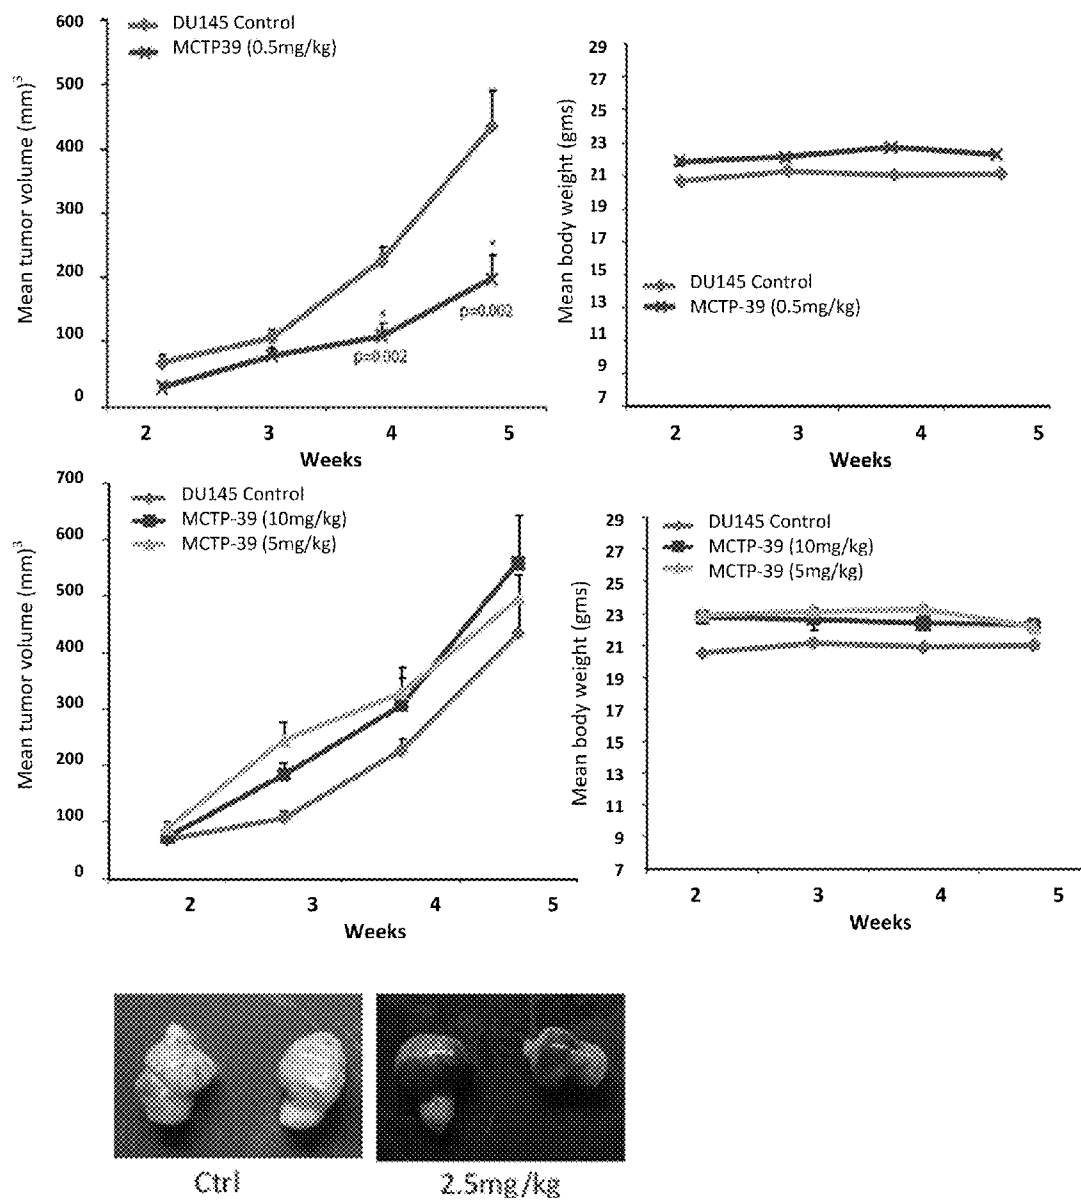 600
500
400
300
200
100
0
Mean tumor volume (mm)³
DU145 Control
MCTP39 (0.5mg/kg)
*
p=0.002
*
p=0.002
2 3 4 5
Weeks
29
27
25
23
21
19
17
15
13
11
9
7
Mean body weight (gms)
DU145 Control
MCTP-39 (0.5mg/kg)
2 3 4 5
Weeks
700
600
500
400
300
200
100
0
Mean tumor volume (mm)³
DU145 Control
MCTP-39 (10mg/kg)
MCTP-39 (5mg/kg)
2 3 4 5
Weeks
29
27
25
23
21
19
17
15
13
11
9
7
Mean body weight (gms)
DU145 Control
MCTP-39 (10mg/kg)
MCTP-39 (5mg/kg)
2 3 4 5
Weeks
Ctrl
2.5mg/kg